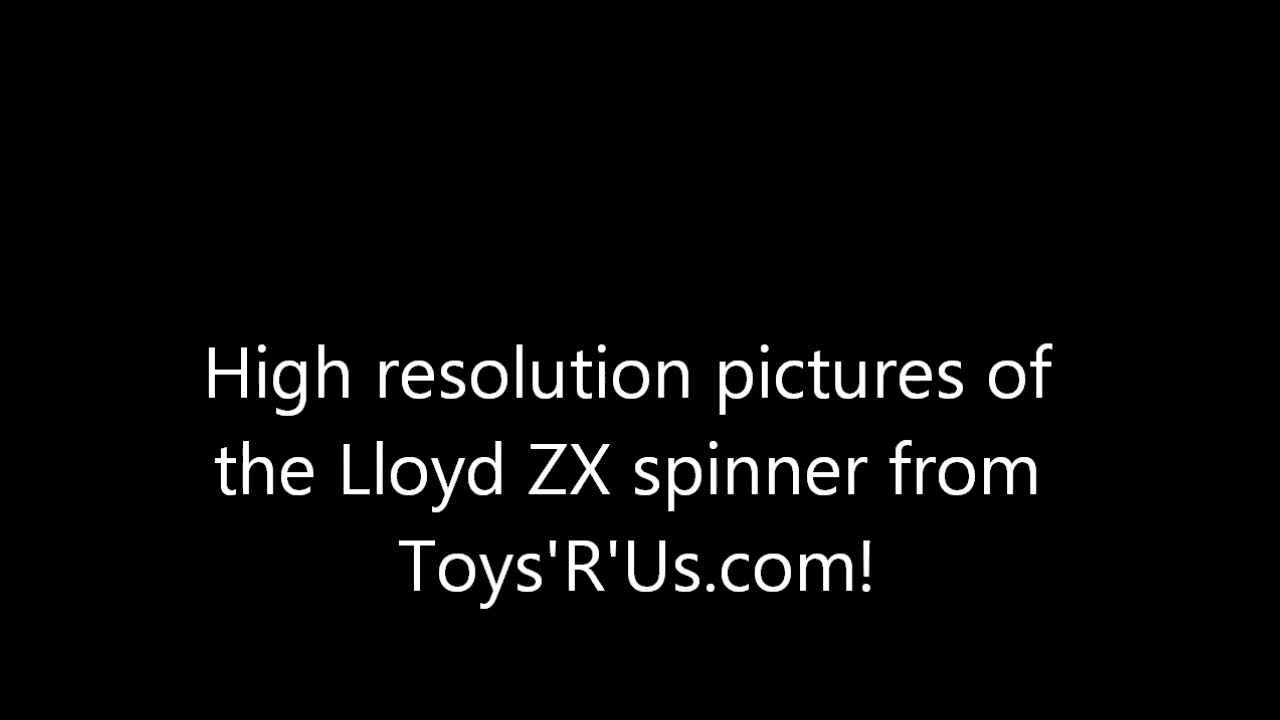 High resolution pictures of
the Lloyd ZX spinner from
Toys'R'Us.com!